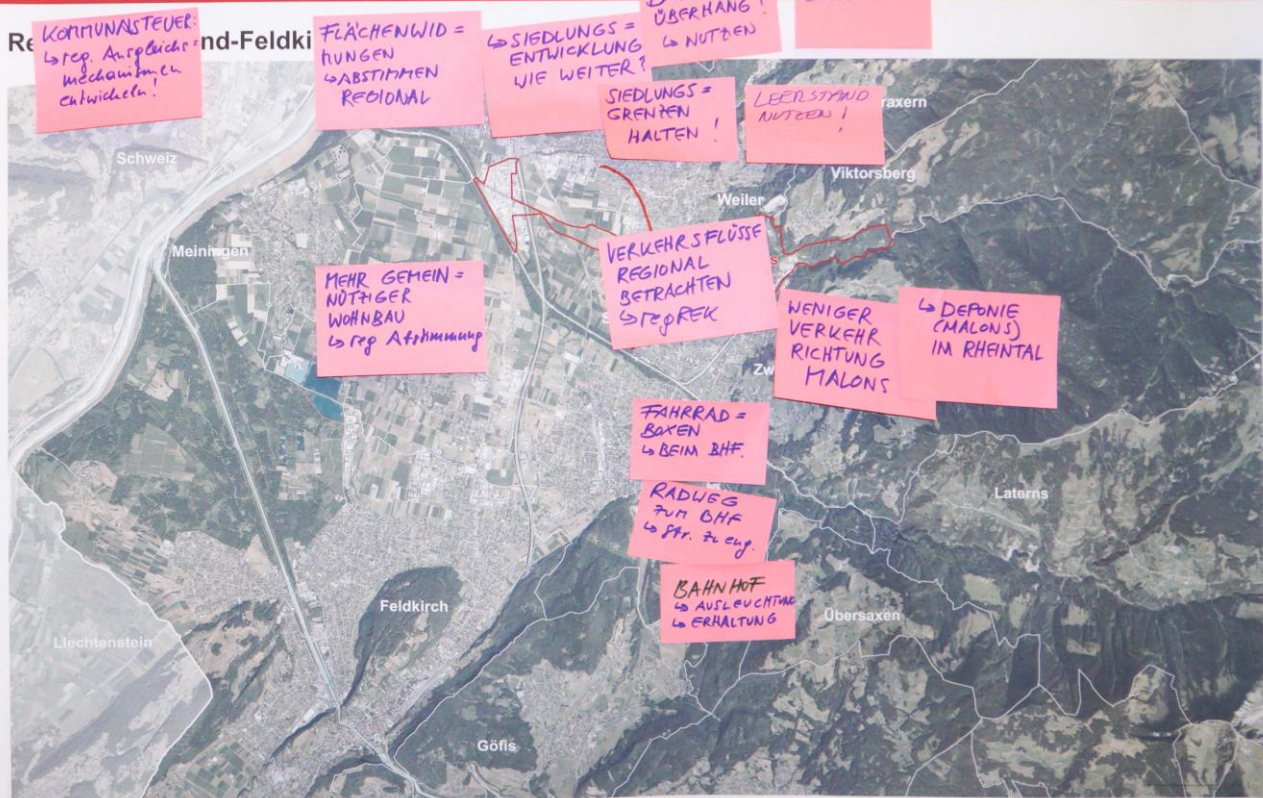 nd-Feldki
KOMMUNALSTEUER:
↳ reg. Ausgleichs=
mechanismen
entwickeln!
FLÄCHENWID=
MUNGEN
↳ ABSTIMMEN
REGIONAL
↳ SIEDLUNGS=
ENTWICKLUNG
WIE WEITER?
ÜBERHANG!
↳ NUTZEN
SIEDLUNGS=
GRENZEN
HALTEN!
LEERSTAND
NUTZEN!
raxern
Schweiz
Viktorsberg
Weiler
Meiningen
MEHR GEMEIN=
NÜTZIGER
WOHNBAU
↳ reg Abstimmung
VERKEHRSFLÜSSE
REGIONAL
BETRACHTEN
↳ regREK
s
WENIGER
VERKEHR
RICHTUNG
MALONS
↳ DEPONIE
(MALONS)
IM RHEINTAL
Zw
FAHRRAD=
BOXEN
↳ BEIM BHF.
RADWEG
ZUM BHF
↳ Str. zu eng.
BAHNHOF
↳ AUSLEUCHTUNG
↳ ERHALTUNG
Laterns
Übersaxen
Feldkirch
Liechtenstein
Göfis